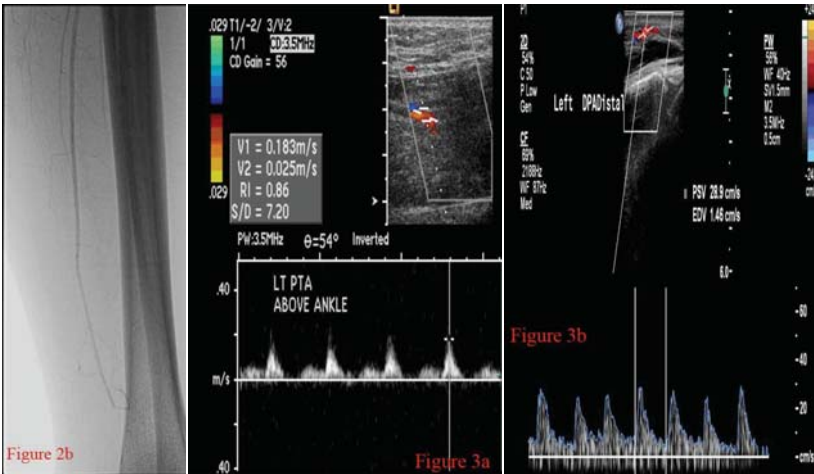 Figure 2b
.029 T1/-2/ 3/V:2
1/1 CD:3.5MHz
CD Gain = 56
.029
V1 = 0.183m/s
V2 = 0.025m/s
RI = 0.86
S/D = 7.20
PW:3.5MHz θ=54° Inverted
.40
LT PTA
ABOVE ANKLE
m/s
.40
Figure 3a
2D
54%
C 50
P Low
Gen
CF
69%
2188Hz
WF 87Hz
Med
Left DPADistal
PW
56%
WF 40Hz
SV1.5mm
M2
3.5MHz
0.5cm
PSV 28.9 cm/s
EDV 1.46 cm/s
6.0-
Figure 3b
-60
-40
-20
-cm/s